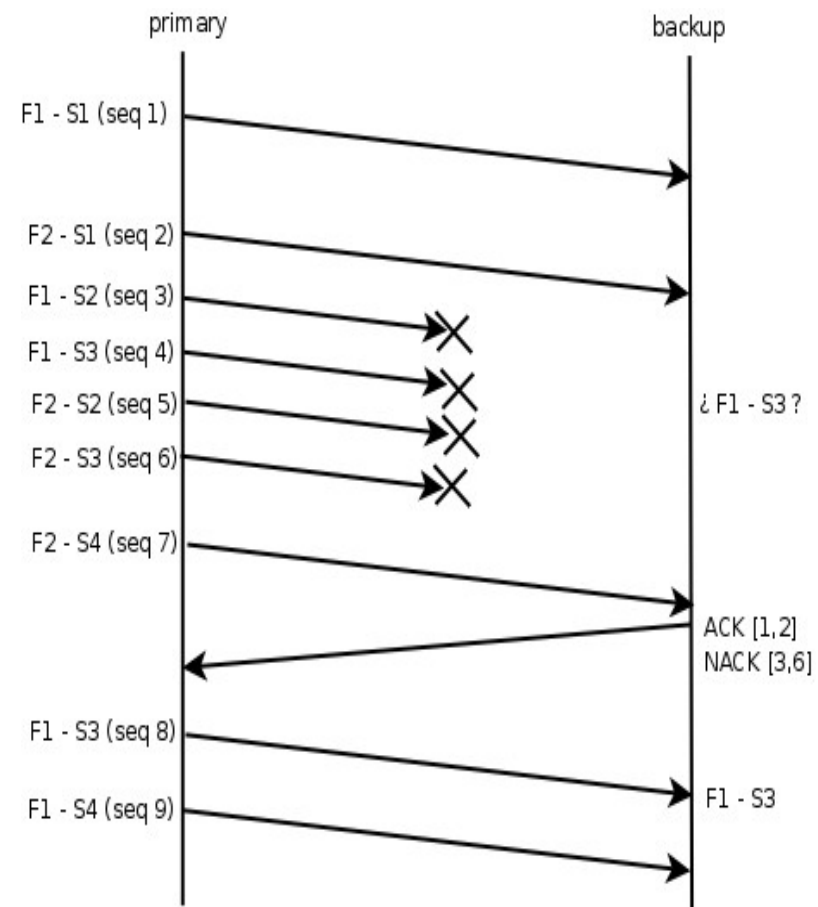 primary
backup
F1 - S1 (seq 1)
F2 - S1 (seq 2)
F1 - S2 (seq 3)
F1 - S3 (seq 4)
F2 - S2 (seq 5)
¿ F1 - S3 ?
F2 - S3 (seq 6)
F2 - S4 (seq 7)
ACK [1,2]
NACK [3,6]
F1 - S3 (seq 8)
F1 - S3
F1 - S4 (seq 9)